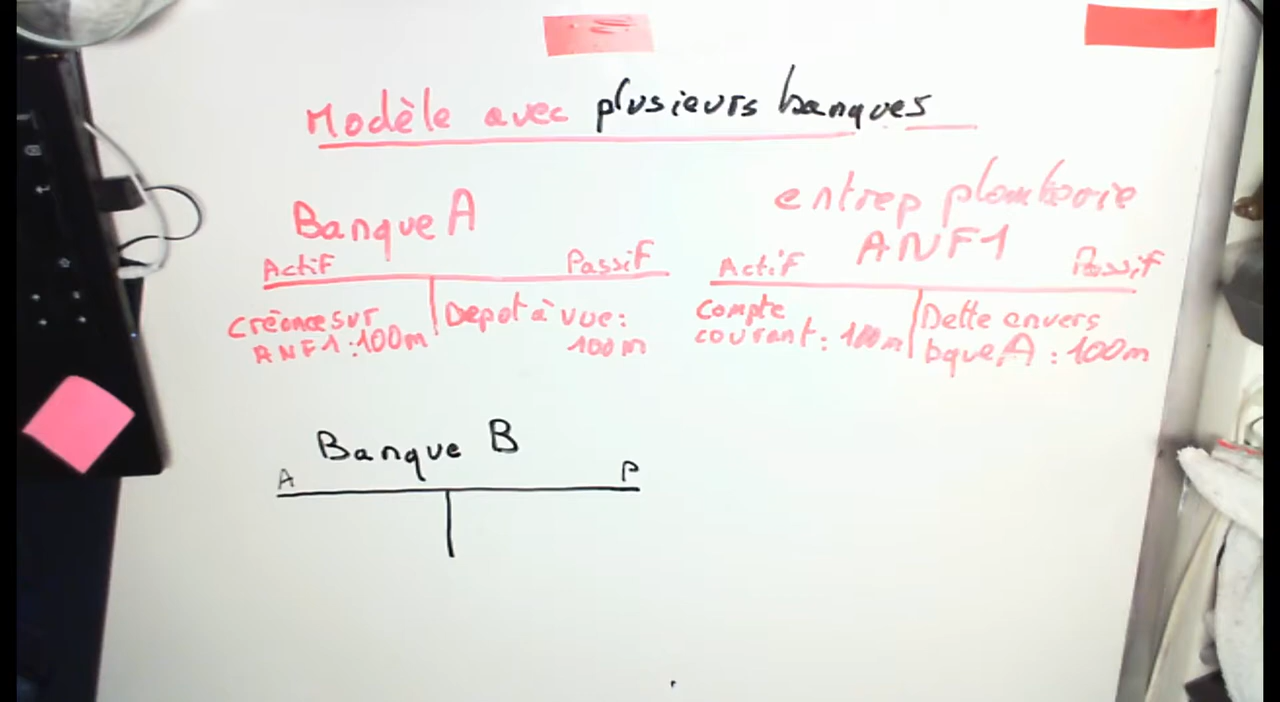 Modèle avec plusieurs banques
Banque A
Actif Passif
Créance sur
ANF1 : 100m
Depot à vue :
100m
entrep plomberie
ANF1
Actif Passif
Compte
courant : 100m
Dette envers
bque A : 100m
Banque B
A P